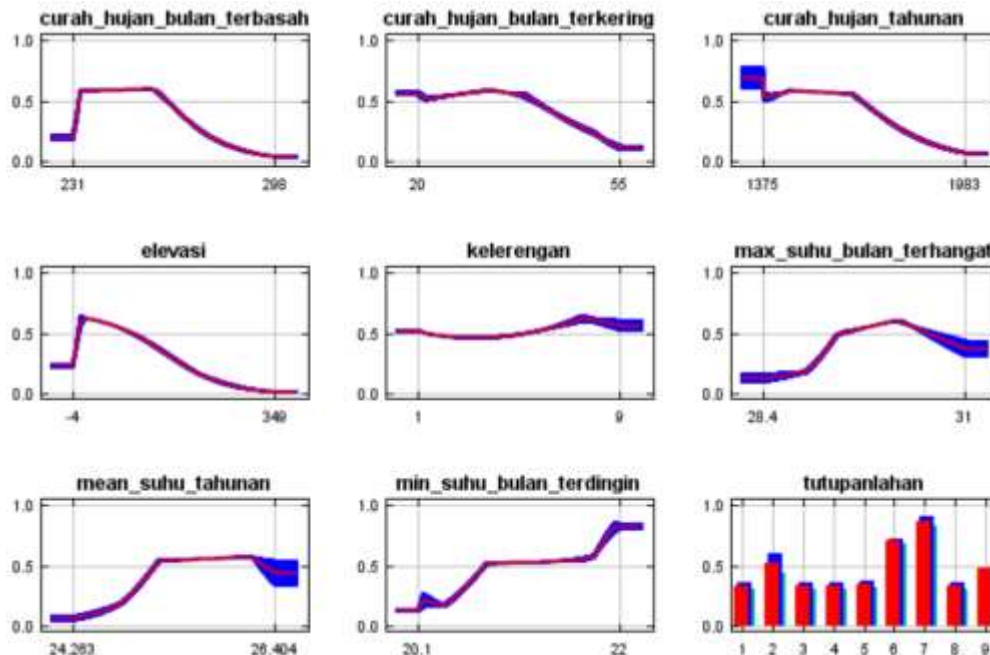 curah_hujan_bulan_terbasah curah_hujan_bulan_terkering curah_hujan_tahunan
1.0 1.0 1.0
0.5 0.5 0.5
0.0 0.0 0.0
231 298 20 55 1375 1983
elevasi kelerengan max_suhu_bulan_terhangat
1.0 1.0 1.0
0.5 0.5 0.5
0.0 0.0 0.0
-4 349 1 9 28.4 31
mean_suhu_tahunan min_suhu_bulan_terdingin tutupanlahan
1.0 1.0 1.0
0.5 0.5 0.5
0.0 0.0 0.0
24.263 26.404 20.1 22 1 2 3 4 5 6 7 8 9